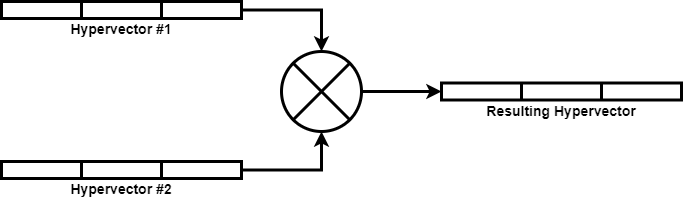 Hypervector #1
Resulting Hypervector
Hypervector #2